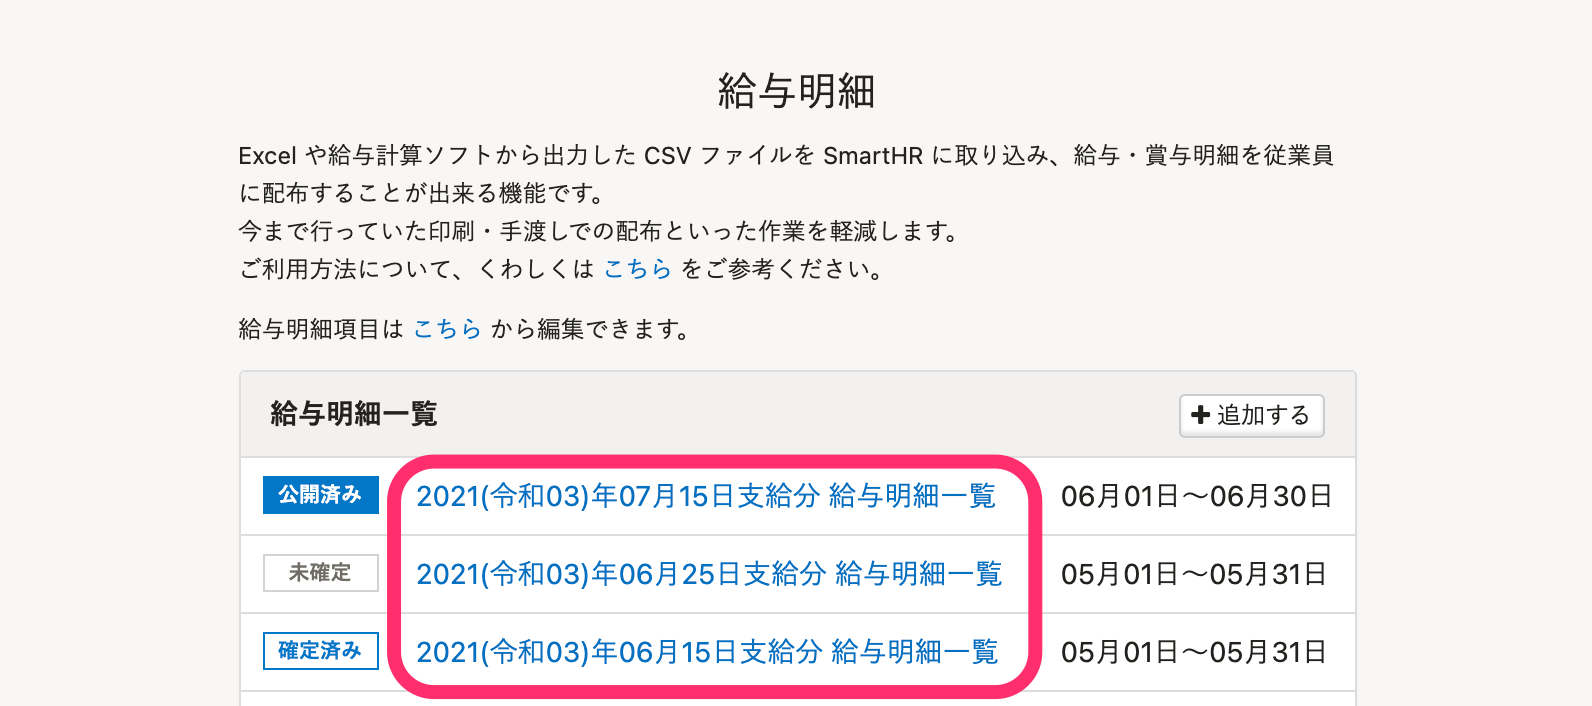 給与明細
Excel や給与計算ソフトから出力した CSV ファイルを SmartHR に取り込み、給与・賞与明細を従業員
に配布することが出来る機能です。
今まで行っていた印刷・手渡しでの配布といった作業を軽減します。
ご利用方法について、くわしくは こちら をご参考ください。
給与明細項目は こちら から編集できます。
給与明細一覧 追加する
公開済み 2021(令和03)年07月15日支給分 給与明細一覧 06月01日〜06月30日
未確定 2021(令和03)年06月25日支給分 給与明細一覧 05月01日〜05月31日
確定済み 2021(令和03)年06月15日支給分 給与明細一覧 05月01日〜05月31日